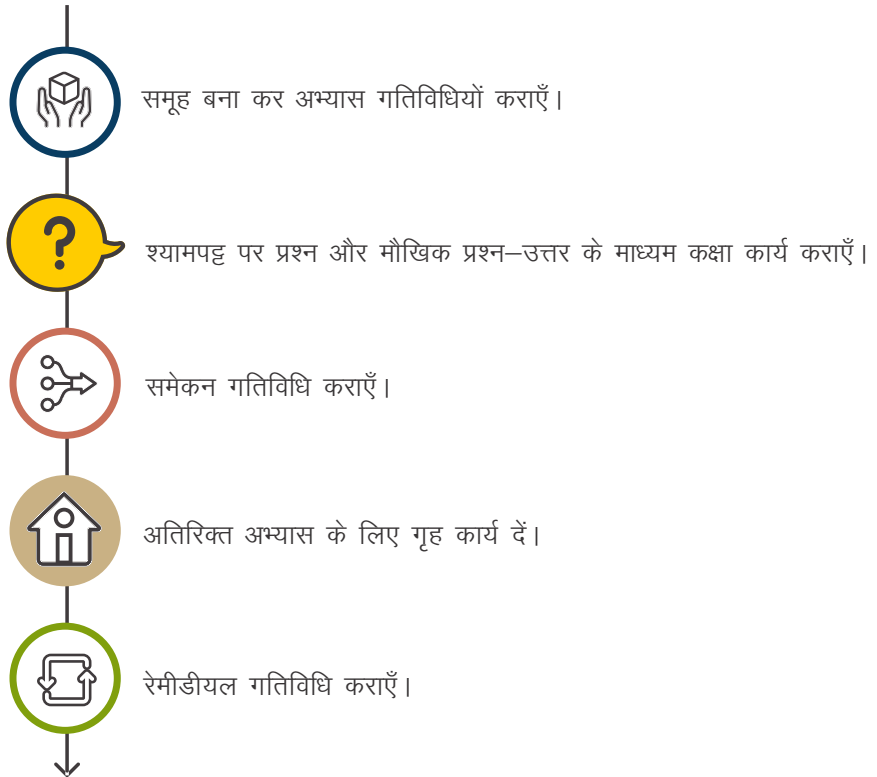 समूह बना कर अभ्यास गतिविधियों कराएँ।
?
श्यामपट्ट पर प्रश्न और मौखिक प्रश्न–उत्तर के माध्यम कक्षा कार्य कराएँ।
समेकन गतिविधि कराएँ।
अतिरिक्त अभ्यास के लिए गृह कार्य दें।
रेमीडीयल गतिविधि कराएँ।